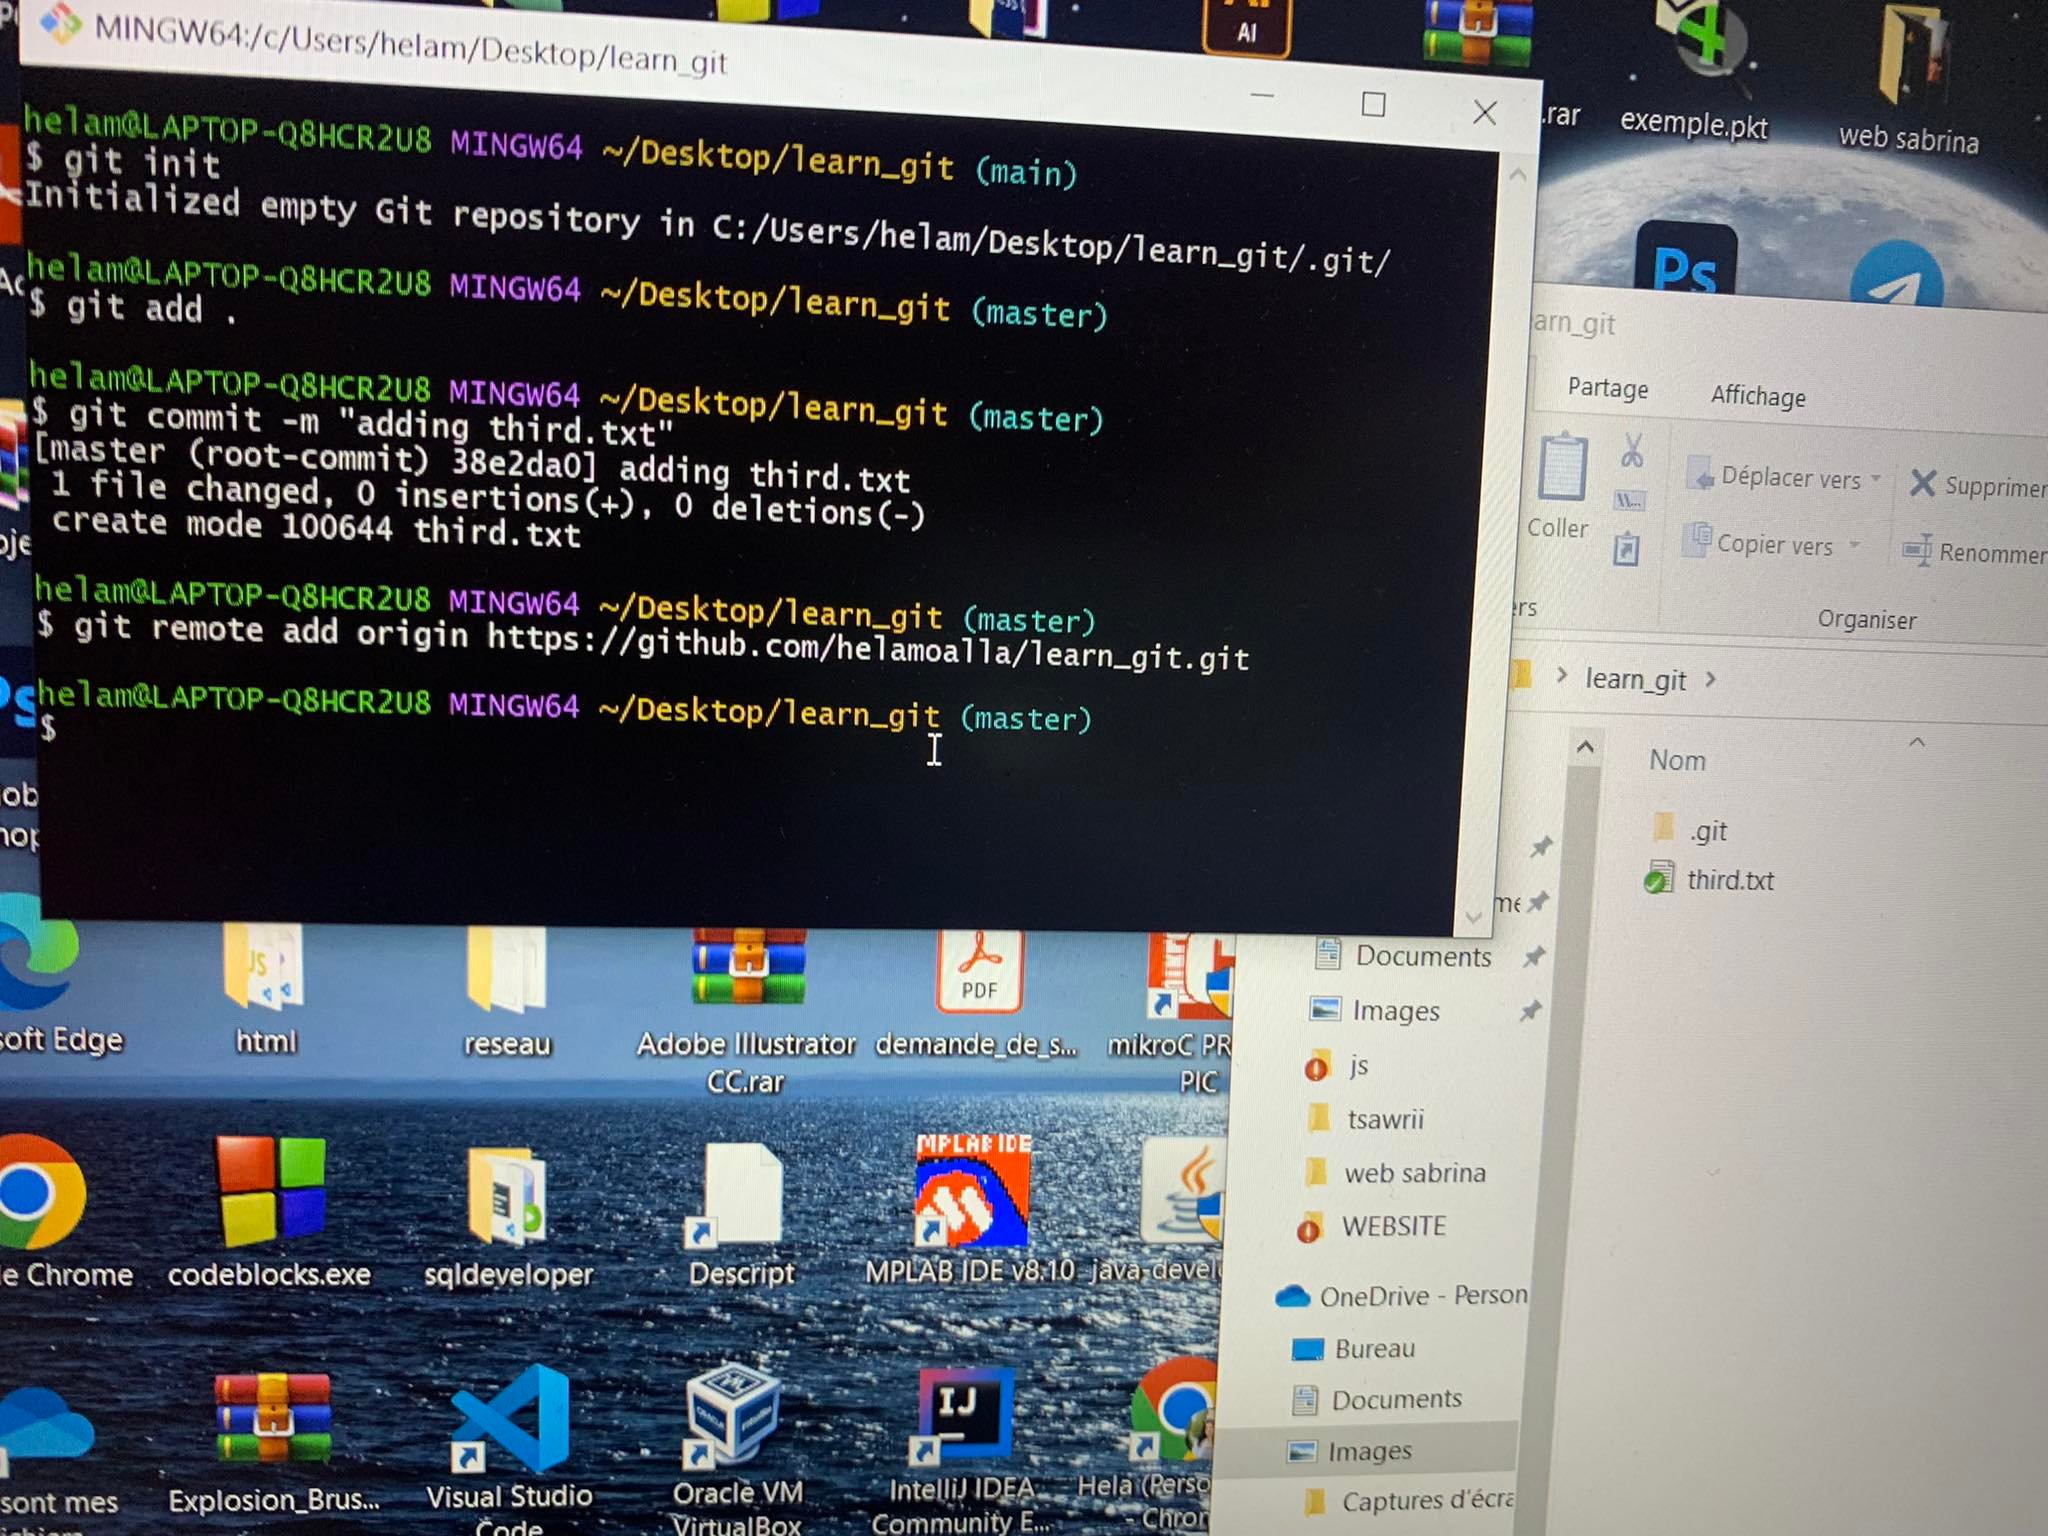 MINGW64:/c/Users/helam/Desktop/learn_git
helam@LAPTOP-Q8HCR2U8 MINGW64 ~/Desktop/learn_git (main)
$ git init
Initialized empty Git repository in C:/Users/helam/Desktop/learn_git/.git/
helam@LAPTOP-Q8HCR2U8 MINGW64 ~/Desktop/learn_git (master)
$ git add .
helam@LAPTOP-Q8HCR2U8 MINGW64 ~/Desktop/learn_git (master)
$ git commit -m "adding third.txt"
[master (root-commit) 38e2da0] adding third.txt
1 file changed, 0 insertions(+), 0 deletions(-)
create mode 100644 third.txt
helam@LAPTOP-Q8HCR2U8 MINGW64 ~/Desktop/learn_git (master)
$ git remote add origin https://github.com/helamoalla/learn_git.git
helam@LAPTOP-Q8HCR2U8 MINGW64 ~/Desktop/learn_git (master)
$
AI
.rar
exemple.pkt
web sabrina
Ps
arn_git
Partage
Affichage
Coller
Déplacer vers
Supprimer
Copier vers
Renommer
Organiser
learn_git
Nom
.git
third.txt
Documents
Images
js
tsawrii
web sabrina
WEBSITE
OneDrive - Person
Bureau
Documents
Images
Captures d'écra
soft Edge
JS
html
reseau
Adobe Illustrator
CC.rar
PDF
demande_de_s...
mikroC PR
PIC
e Chrome
codeblocks.exe
sqldeveloper
Descript
MPLAB IDE
MPLAB IDE v8.10
java-devel
sont mes
Explosion_Brus...
Visual Studio
Code
Oracle VM
VirtualBox
IJ
IntelliJ IDEA
Community E...
Hela (Perso
- Chror